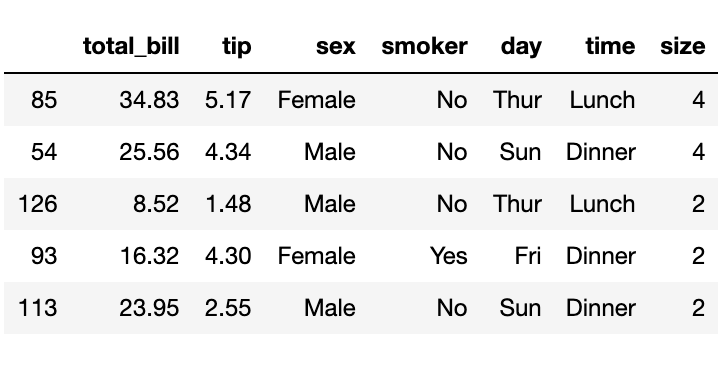 total_bill tip sex smoker day time size
85 34.83 5.17 Female No Thur Lunch 4
54 25.56 4.34 Male No Sun Dinner 4
126 8.52 1.48 Male No Thur Lunch 2
93 16.32 4.30 Female Yes Fri Dinner 2
113 23.95 2.55 Male No Sun Dinner 2